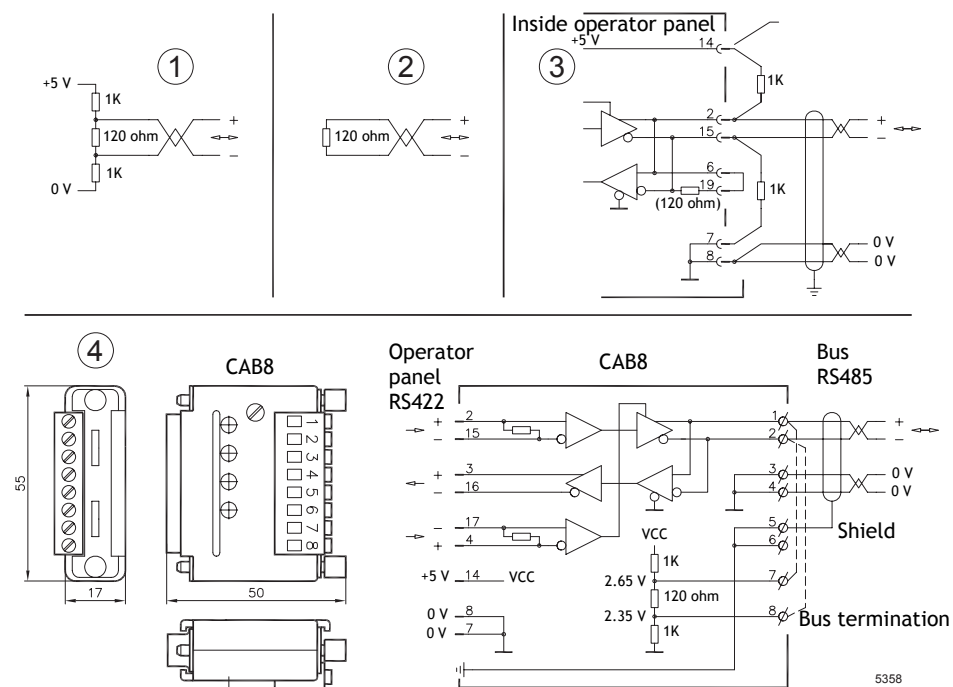 1
+5 V
1K
120 ohm
1K
0 V
+
−
2
120 ohm
+
−
Inside operator panel
3
+5 V
14
1K
2
15
+
−
6
19
(120 ohm)
1K
7
8
0 V
0 V
4
CAB8
55
17
50
1
2
3
4
5
6
7
8
Operator
panel
RS422
CAB8
Bus
RS485
+ 2
− 15
3
+
16
−
− 17
+ 4
+5 V 14 VCC
0 V 8
0 V 7
VCC
1K
2.65 V
120 ohm
2.35 V
1K
1
2
+
−
3
4
0 V
0 V
5
6
Shield
7
8
Bus termination
5358